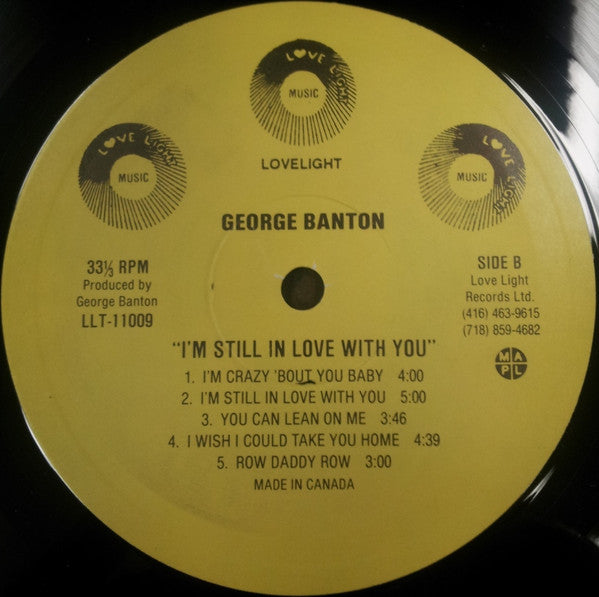 LOVE LIGHT
MUSIC
LOVELIGHT
LOVE LIGHT
MUSIC
LOVE LIGHT
MUSIC
GEORGE BANTON
33⅓ RPM
Produced by
George Banton
LLT-11009
SIDE B
Love Light
Records Ltd.
(416) 463-9615
(718) 859-4682
M A
P L
"I'M STILL IN LOVE WITH YOU"
1. I'M CRAZY 'BOUT YOU BABY 4:00
2. I'M STILL IN LOVE WITH YOU 5:00
3. YOU CAN LEAN ON ME 3:46
4. I WISH I COULD TAKE YOU HOME 4:39
5. ROW DADDY ROW 3:00
MADE IN CANADA